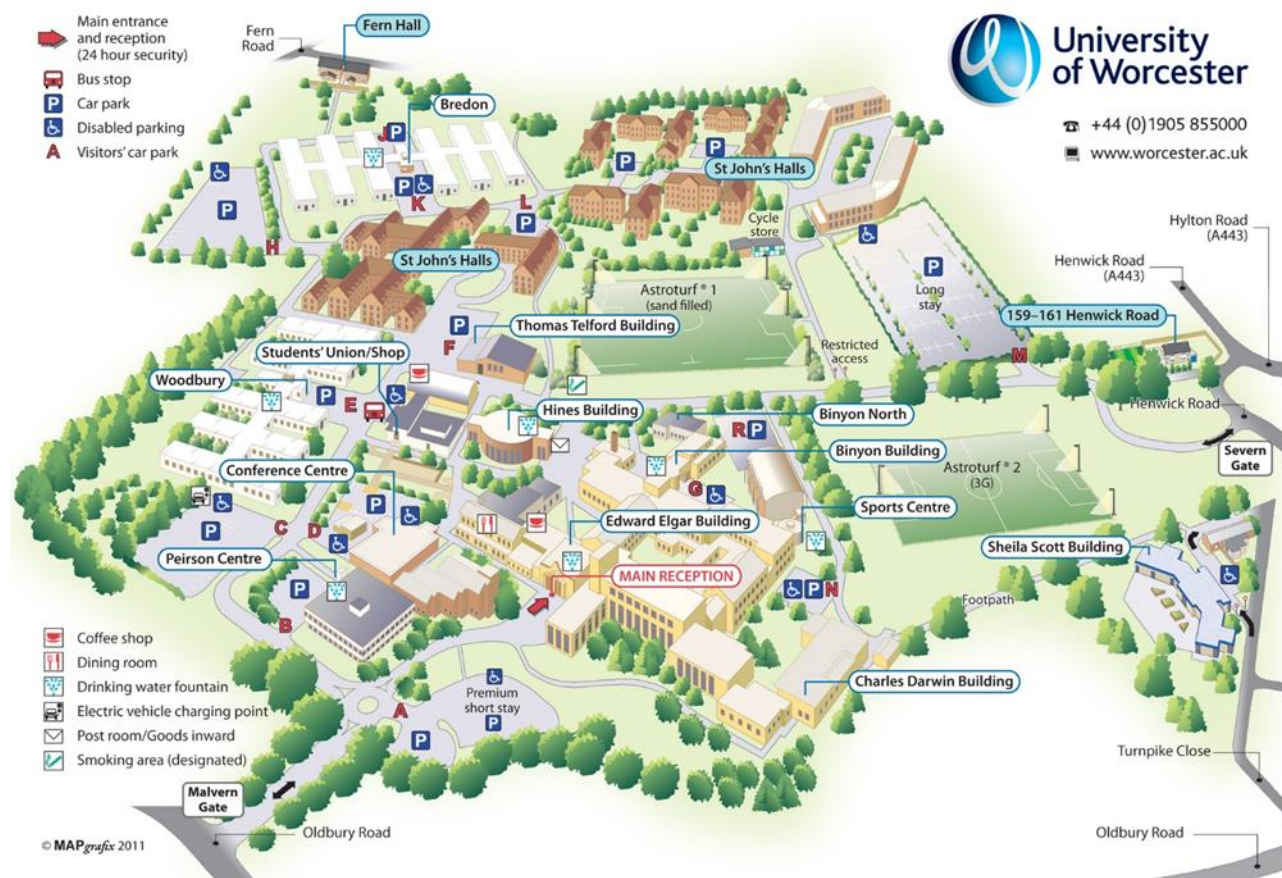 Main entrance
and reception
(24 hour security)
Bus stop
P
Car park
Disabled parking
A
Visitors' car park
Fern
Road
Fern Hall
University
of Worcester
+44 (0)1905 855000
www.worcester.ac.uk
J
P
Bredon
P
K
L
P
P
P
St John's Halls
P
H
St John's Halls
Cycle
store
Hylton Road
(A443)
Henwick Road
(A443)
P
Long
stay
Astroturf ® 1
(sand filled)
159–161 Henwick Road
P
F
Thomas Telford Building
Restricted
access
M
Students' Union/Shop
Woodbury
P
E
Hines Building
Binyon North
R
P
Henwick Road
Severn
Gate
Binyon Building
Astroturf ® 2
(3G)
Conference Centre
G
P
Sports Centre
Edward Elgar Building
P
C
D
Peirson Centre
Sheila Scott Building
MAIN RECEPTION
P
P
N
Footpath
B
Coffee shop
Dining room
Drinking water fountain
Electric vehicle charging point
Post room/Goods inward
Smoking area (designated)
Charles Darwin Building
Premium
short stay
A
P
P
Turnpike Close
Malvern
Gate
Oldbury Road
Oldbury Road
© MAPgrafix 2011